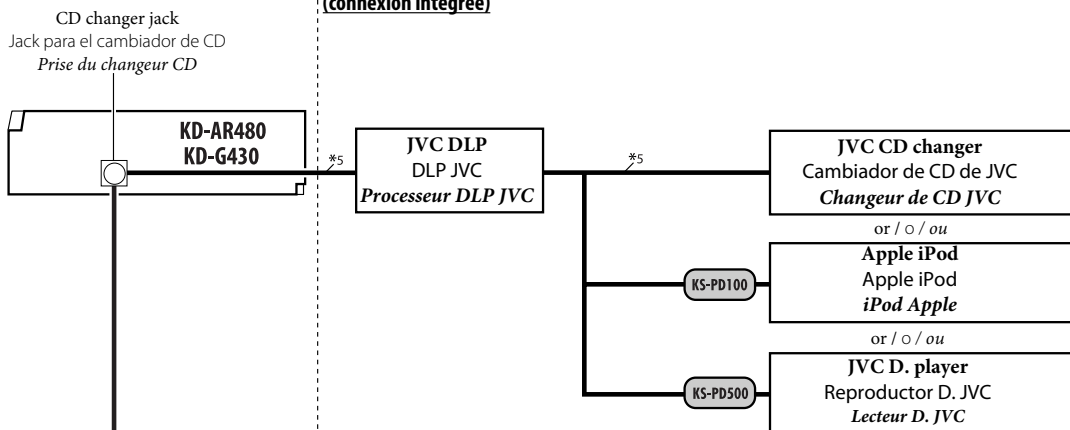 (connexion intégrée)
CD changer jack
Jack para el cambiador de CD
Prise du changeur CD
KD-AR480
KD-G430
*5
JVC DLP
DLP JVC
Processeur DLP JVC
*5
JVC CD changer
Cambiador de CD de JVC
Changeur de CD JVC
or / o / ou
KS-PD100
Apple iPod
Apple iPod
iPod Apple
or / o / ou
KS-PD500
JVC D. player
Reproductor D. JVC
Lecteur D. JVC